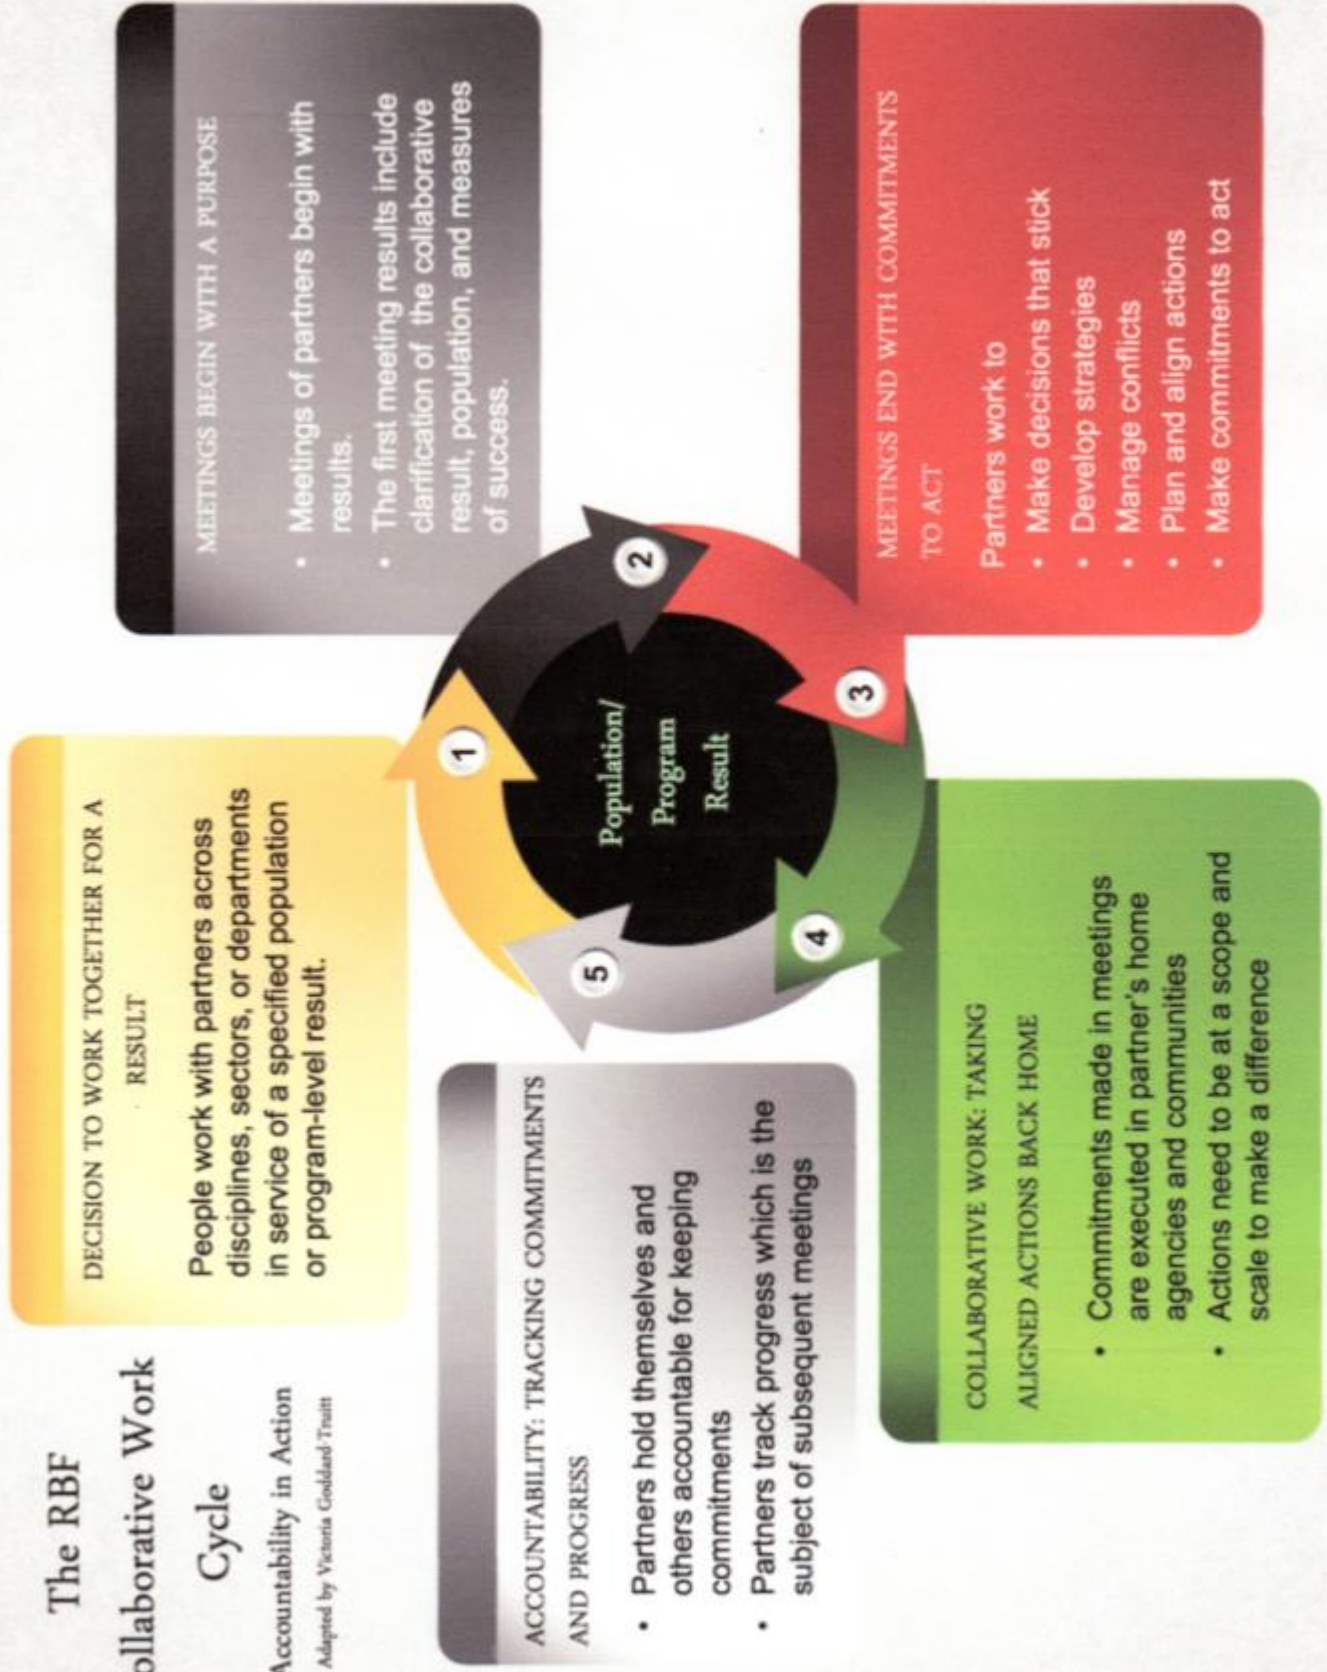 The RBF
ollaborative Work
Cycle
Accountability in Action
Adapted by Victoria Goddard-Truitt
DECISION TO WORK TOGETHER FOR A
RESULT
People work with partners across
disciplines, sectors, or departments
in service of a specified population
or program-level result.
MEETINGS BEGIN WITH A PURPOSE
• Meetings of partners begin with
results.
• The first meeting results include
clarification of the collaborative
result, population, and measures
of success.
MEETINGS END WITH COMMITMENTS
TO ACT
Partners work to
• Make decisions that stick
• Develop strategies
• Manage conflicts
• Plan and align actions
• Make commitments to act
COLLABORATIVE WORK: TAKING
ALIGNED ACTIONS BACK HOME
• Commitments made in meetings
are executed in partner's home
agencies and communities
• Actions need to be at a scope and
scale to make a difference
ACCOUNTABILITY: TRACKING COMMITMENTS
AND PROGRESS
• Partners hold themselves and
others accountable for keeping
commitments
• Partners track progress which is the
subject of subsequent meetings
Population/
Program
Result
1
2
3
4
5